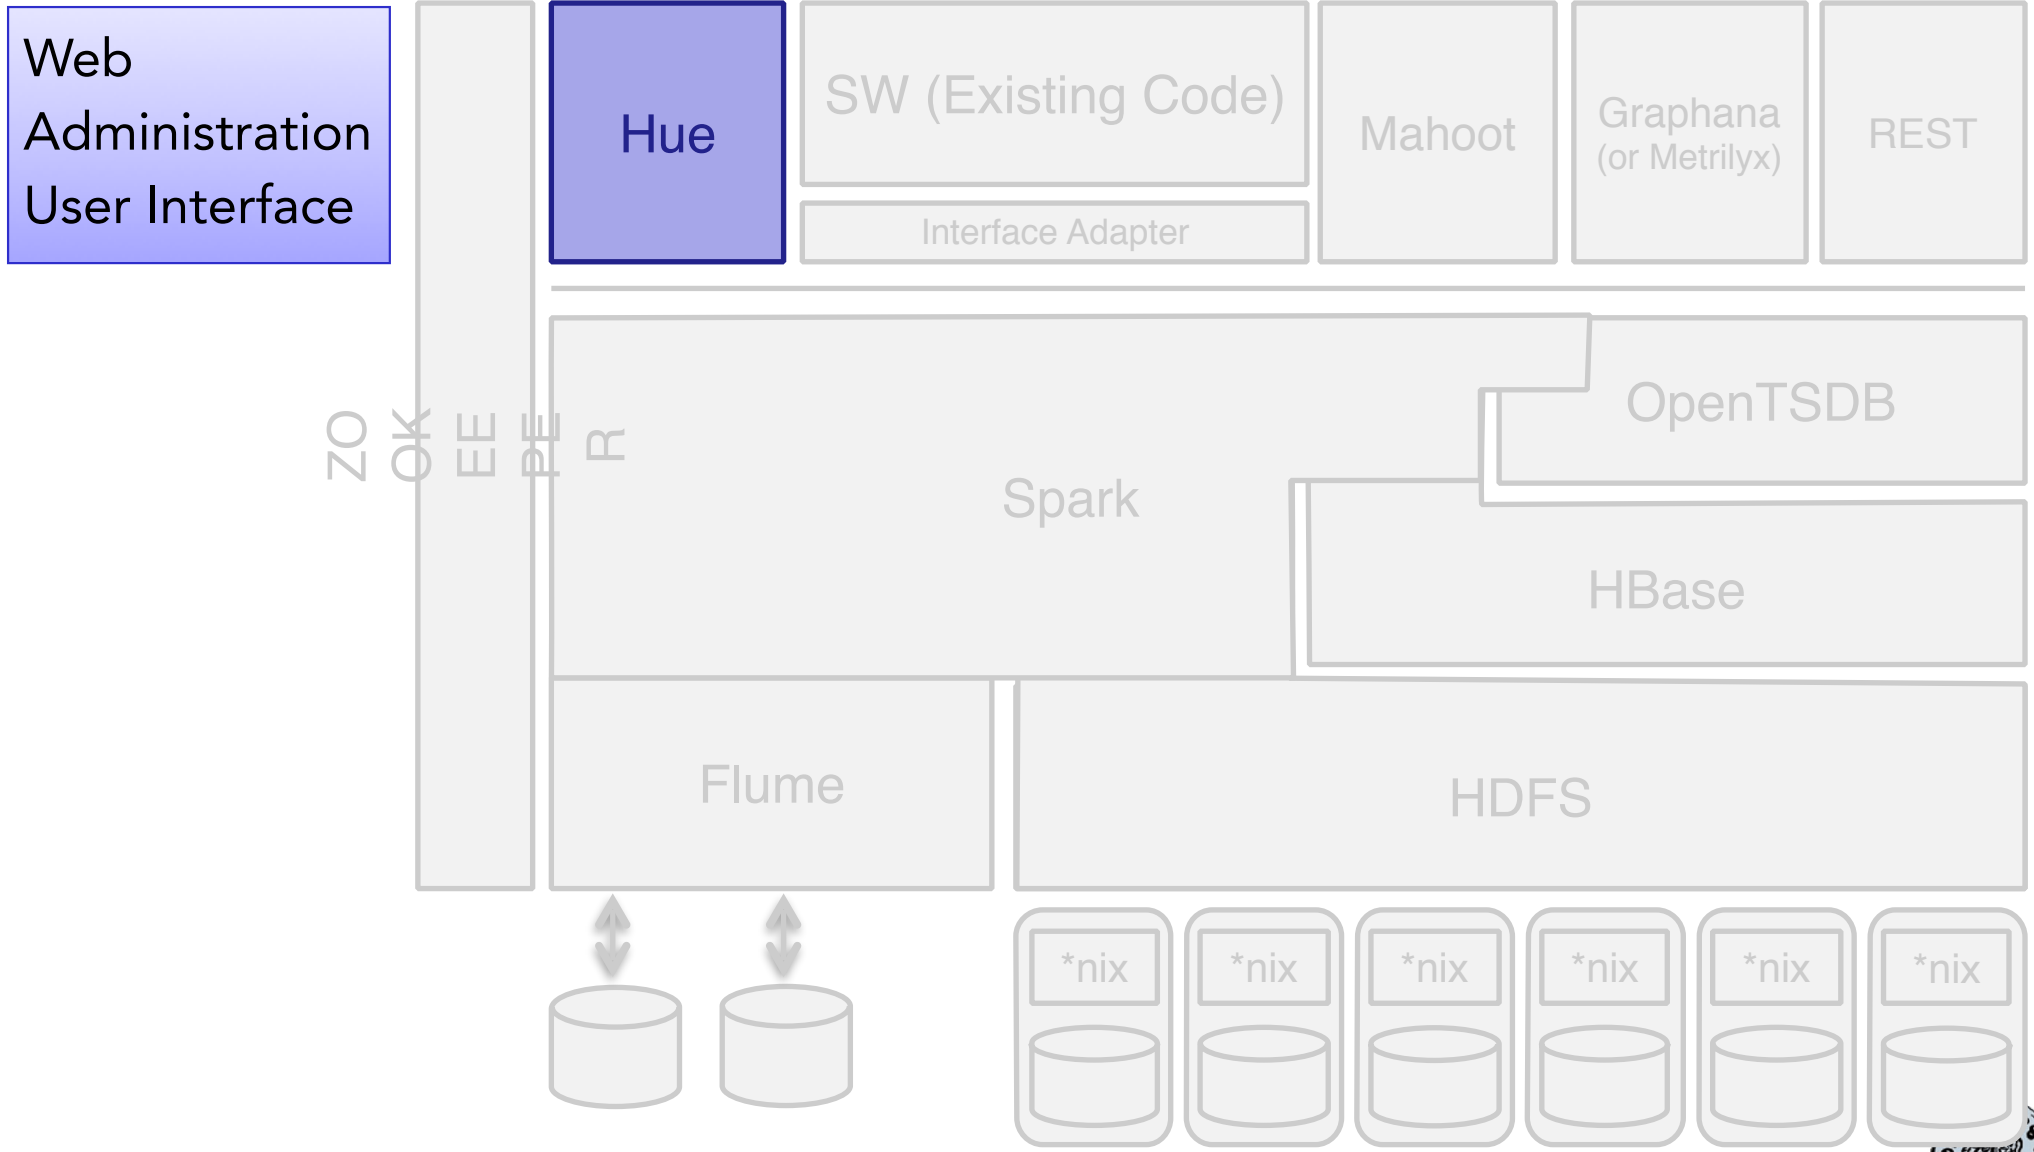 Web
Administration
User Interface
Hue
SW (Existing Code)
Interface Adapter
Mahoot
Graphana
(or Metrilyx)
REST
ZO
OK
EE
PE
R
Spark
OpenTSDB
HBase
Flume
HDFS
*nix
*nix
*nix
*nix
*nix
*nix